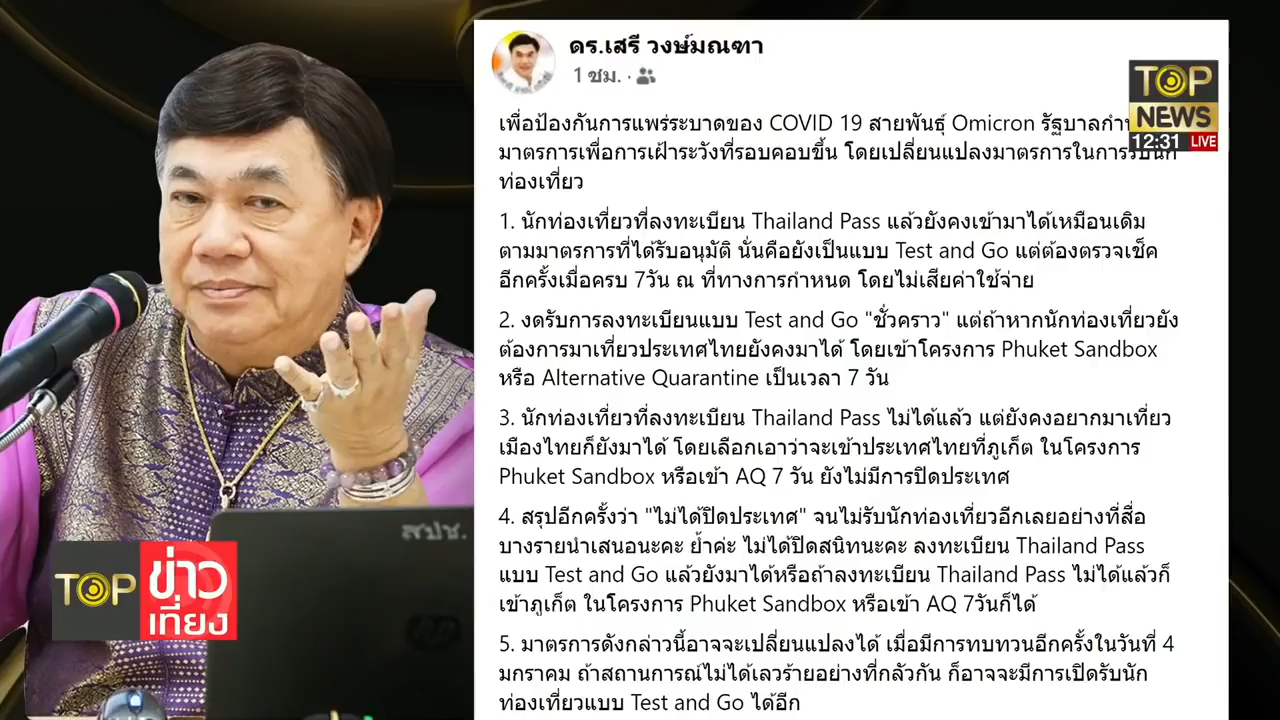 ดร.เสรี วงษ์มณฑา
1 ชม. ·
TOP
NEWS
12:31 LIVE
เพื่อป้องกันการแพร่ระบาดของ COVID 19 สายพันธุ์ Omicron
มาตรการเพื่อการเฝ้าระวังที่รอบคอบขึ้น โดยเปลี่ยนแปลงมาตรการในการรับนัก
ท่องเที่ยว
1. นักท่องเที่ยวที่ลงทะเบียน Thailand Pass แล้วยังคงเข้ามาได้เหมือนเดิม
ตามมาตรการที่ได้รับอนุมัติ นั่นคือยังเป็นแบบ Test and Go แต่ต้องตรวจเช็ค
อีกครั้งเมื่อครบ 7วัน ณ ที่ทางการกำหนด โดยไม่เสียค่าใช้จ่าย
2. งดรับการลงทะเบียนแบบ Test and Go "ชั่วคราว" แต่ถ้าหากนักท่องเที่ยวยัง
ต้องการมาเที่ยวประเทศไทยยังคงมาได้ โดยเข้าโครงการ Phuket Sandbox
หรือ Alternative Quarantine เป็นเวลา 7 วัน
3. นักท่องเที่ยวที่ลงทะเบียน Thailand Pass ไม่ได้แล้ว แต่ยังคงอยากมาเที่ยว
เมืองไทยก็ยังมาได้ โดยเลือกเอาว่าจะเข้าประเทศไทยที่ภูเก็ต ในโครงการ
Phuket Sandbox หรือเข้า AQ 7 วัน ยังไม่มีการปิดประเทศ
4. สรุปอีกครั้งว่า "ไม่ได้ปิดประเทศ" จนไม่รับนักท่องเที่ยวอีกเลยอย่างที่สื่อ
บางรายนำเสนอนะคะ ย้ำค่ะ ไม่ได้ปิดสนิทนะคะ ลงทะเบียน Thailand Pass
แบบ Test and Go แล้วยังมาได้หรือถ้าลงทะเบียน Thailand Pass ไม่ได้แล้วก็
เข้าภูเก็ต ในโครงการ Phuket Sandbox หรือเข้า AQ 7วันก็ได้
5. มาตรการดังกล่าวนี้อาจจะเปลี่ยนแปลงได้ เมื่อมีการทบทวนอีกครั้งในวันที่ 4
มกราคม ถ้าสถานการณ์ไม่ได้เลวร้ายอย่างที่กลัวกัน ก็อาจจะมีการเปิดรับนัก
ท่องเที่ยวแบบ Test and Go ได้อีก
สปช.
TOP
ข่าว
เที่ยง